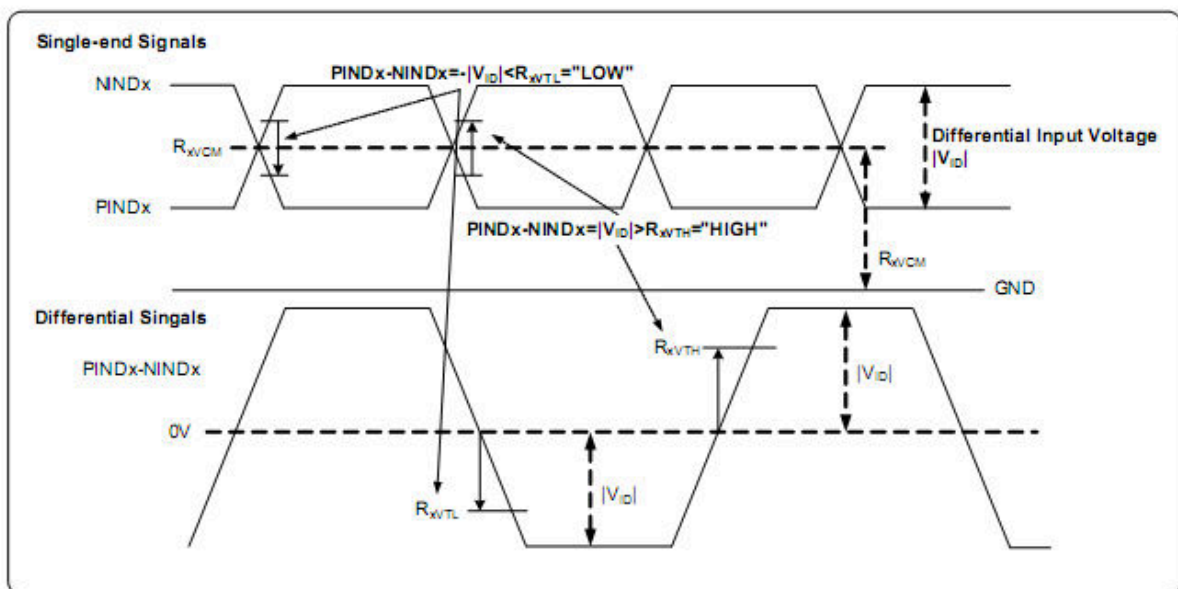 Single-end Signals
PINDx-NINDx=-|VID|<RxVTL="LOW"
NINDx
RxVCM
Differential Input Voltage
|VID|
PINDx
PINDx-NINDx=|VID|>RxVTH="HIGH"
RxVCM
GND
Differential Singals
PINDx-NINDx
RxVTH
|VID|
0V
|VID|
RxVTL